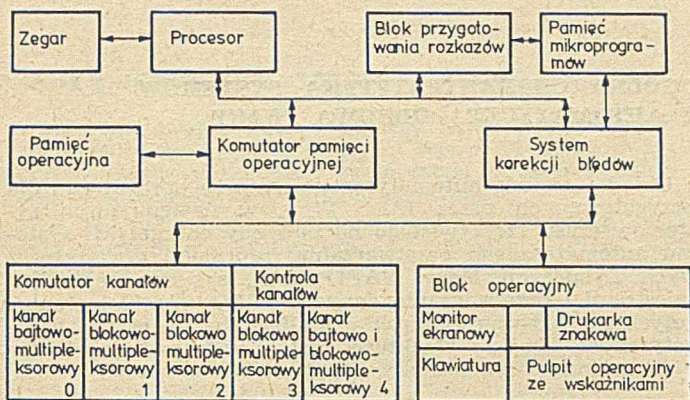 Zegar
Procesor
Blok przygoto-
wania rozkazów
Pamięć
mikroprogra-
mów
Pamięć
operacyjna
Komutator pamięci
operacyjnej
System
korekcji błędów
Komutator kanałów
Kontrola
kanałów
Kanał
bajtowo-
multiple-
ksorowy
0
Kanał
blokowo-
multiple-
ksorowy
1
Kanał
blokowo
multiple-
ksorowy
2
Kanał
blokowo
multiple-
ksorowy
3
Kanał
bajtowo i
blokowo-
multiple-
ksorowy 4
Blok operacyjny
Monitor
ekranowy
Drukarka
znakowa
Klawiatura
Pulpit operacyjny
ze wskaźnikami